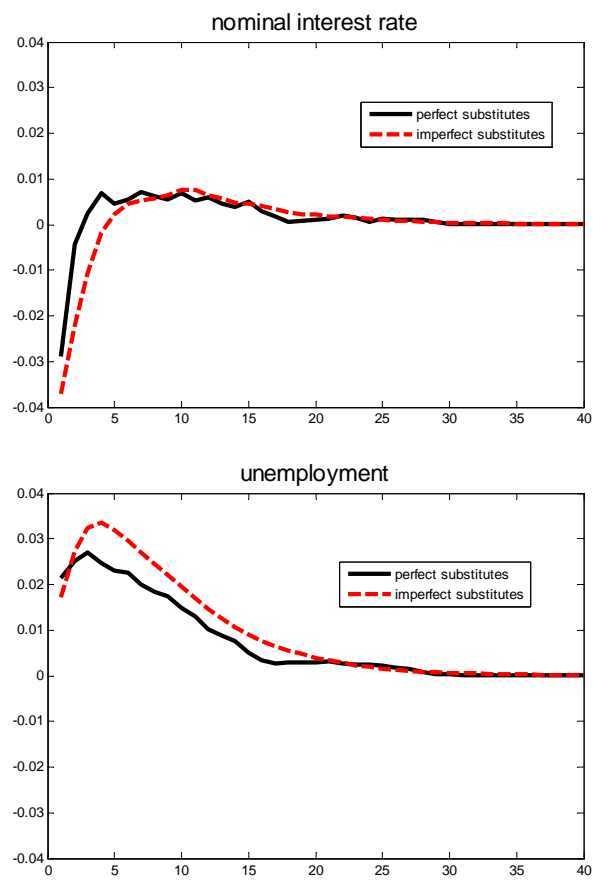 nominal interest rate
0.04
0.03
0.02
0.01
0
-0.01
-0.02
-0.03
-0.04
perfect substitutes
imperfect substitutes
0 5 10 15 20 25 30 35 40
unemployment
0.04
0.03
0.02
0.01
0
-0.01
-0.02
-0.03
-0.04
perfect substitutes
imperfect substitutes
0 5 10 15 20 25 30 35 40